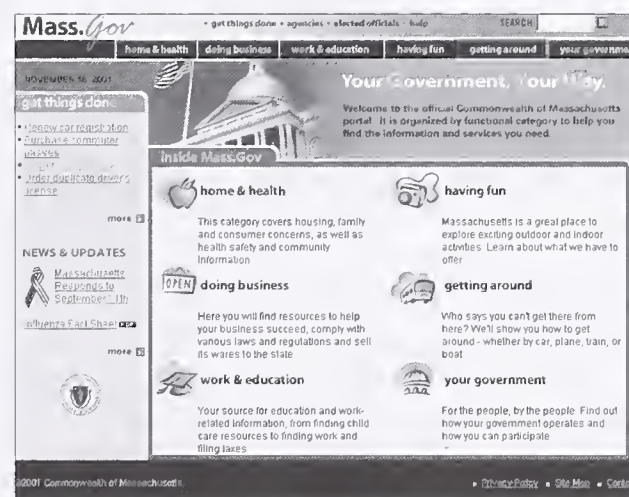 Mass.Gov
• get things done • agencies • elected officials • help
SEARCH
home & health
doing business
work & education
having fun
getting around
your governme
NOVEMBER 16, 2001
get things done
• Renew car registration
• Purchase commuter
passes
• Order duplicate driver's
license
more
NEWS & UPDATES
Massachusetts
Responds to
September 11th
Influenza Fact Sheet
more
Your Government, Your Way.
Welcome to the official Commonwealth of Massachusetts
portal. It is organized by functional category to help you
find the information and services you need.
Inside Mass.Gov
home & health
This category covers housing, family
and consumer concerns, as well as
health safety and community
information
having fun
Massachusetts is a great place to
explore exciting outdoor and indoor
activities. Learn about what we have to
offer
OPEN
doing business
Here you will find resources to help
your business succeed, comply with
various laws and regulations and sell
its wares to the state
getting around
Who says you can't get there from
here? We'll show you how to get
around - whether by car, plane, train, or
boat
work & education
Your source for education and work-
related information, from finding child
care resources to finding work and
filing taxes
your government
For the people, by the people. Find out
how your government operates and
how you can participate
2001 Commonwealth of Massachusetts.
• Privacy Policy • Site Map • Conta